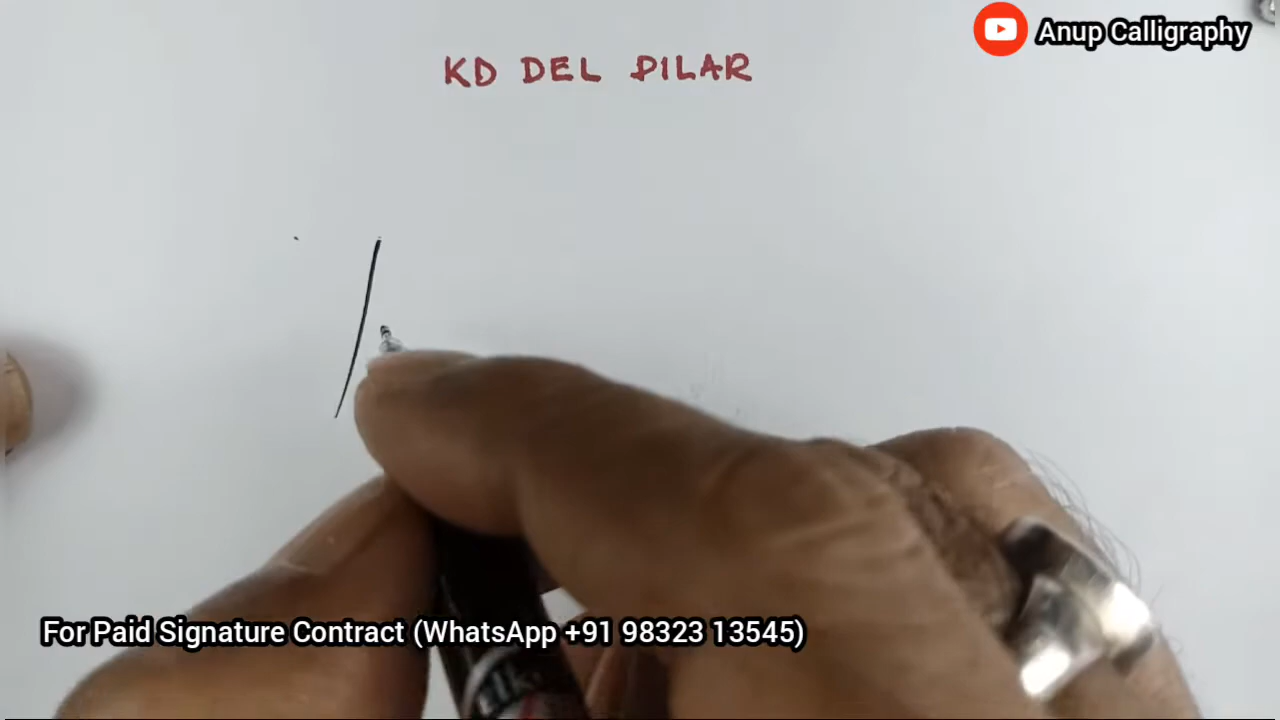 Anup Calligraphy
KD DEL PILAR
For Paid Signature Contract (WhatsApp +91 98323 13545)